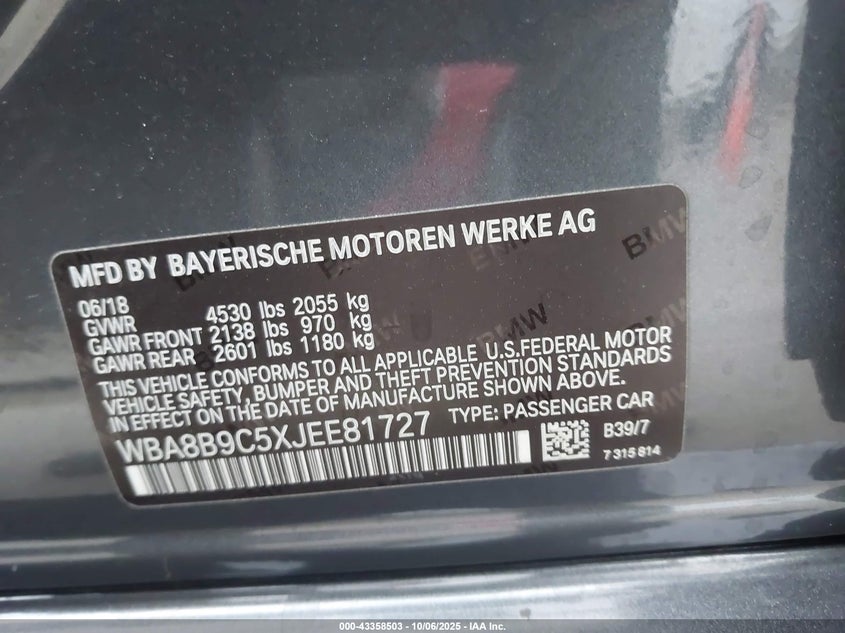 MFD BY BAYERISCHE MOTOREN WERKE AG
06/18
GVWR 4530 lbs 2055 kg
GAWR FRONT 2138 lbs 970 kg
GAWR REAR 2601 lbs 1180 kg
THIS VEHICLE CONFORMS TO ALL APPLICABLE U.S.FEDERAL MOTOR
VEHICLE SAFETY, BUMPER AND THEFT PREVENTION STANDARDS
IN EFFECT ON THE DATE OF MANUFACTURE SHOWN ABOVE.
WBA8B9C5XJEE81727 TYPE: PASSENGER CAR
B39/7
7 315 814
BMW
000-43358503 - 10/06/2025 - IAA Inc.